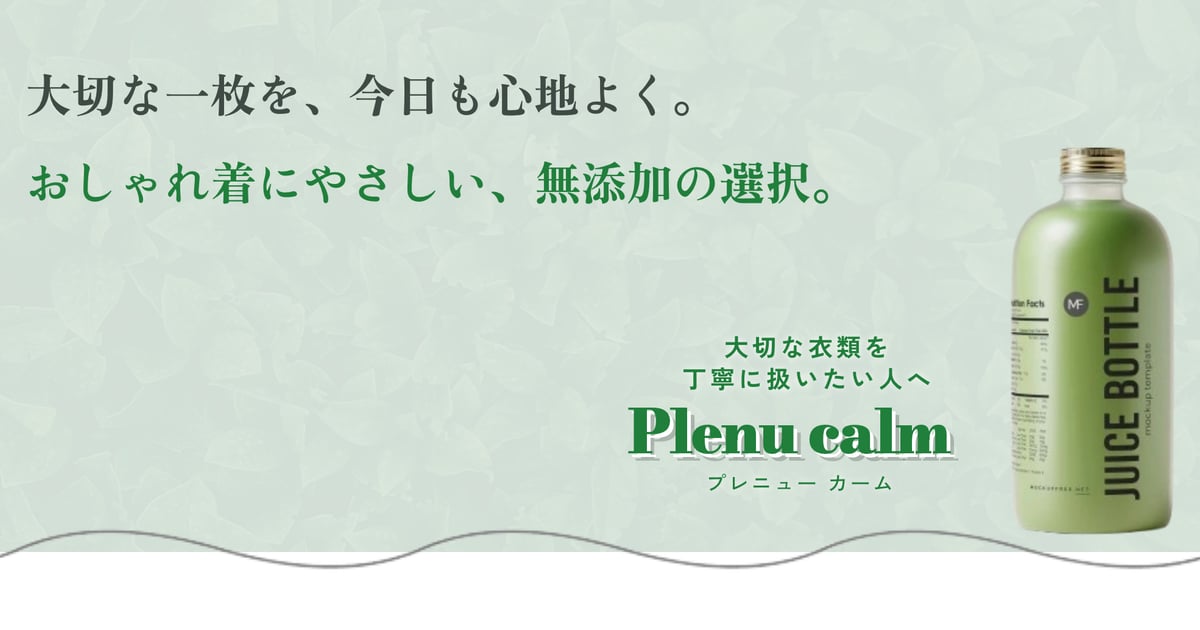 大切な一枚を、今日も心地よく。
おしゃれ着にやさしい、無添加の選択。
大切な衣類を
丁寧に扱いたい人へ
Plenu calm
プレニュー カーム
Facts
MF
JUICE BOTTLE
mockup template
MOCKUPFREE.NET